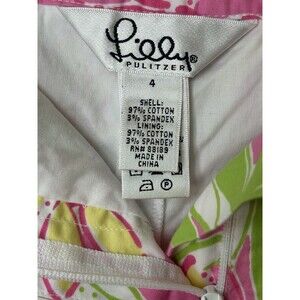 Lilly®
PULITZER
4
SHELL:
97% COTTON
3% SPANDEX
LINING:
97% COTTON
3% SPANDEX
RN# 88189
MADE IN
CHINA
P